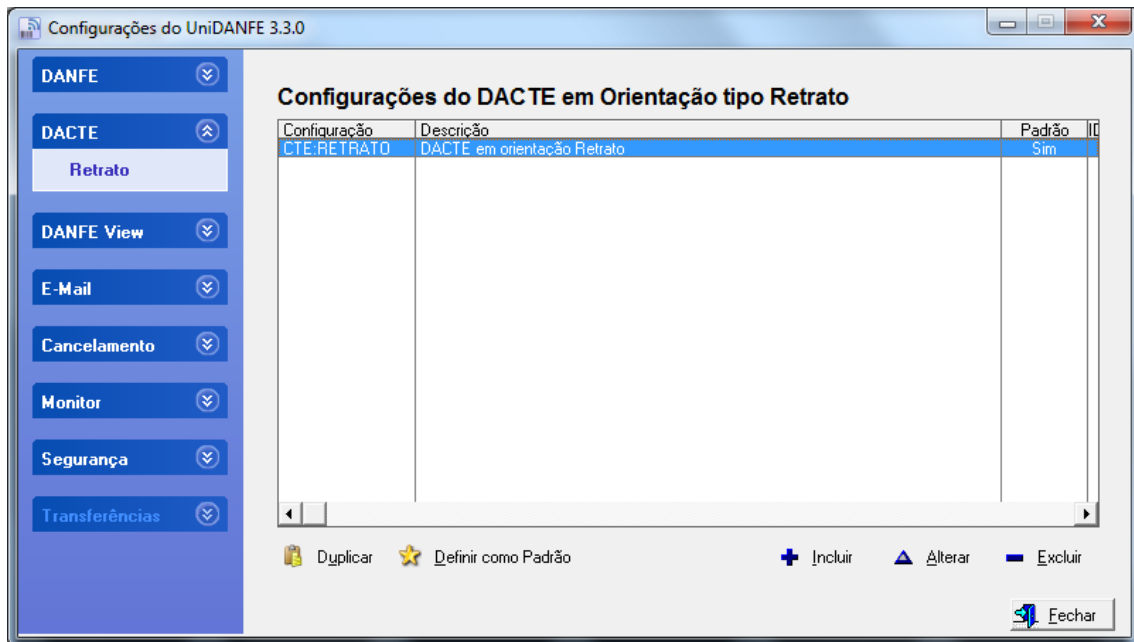 Configurações do UniDANFE 3.3.0
DANFE
DACTE
Retrato
DANFE View
E-Mail
Cancelamento
Monitor
Segurança
Transferências
Configurações do DACTE em Orientação tipo Retrato
Configuração Descrição Padrão
CTE:RETRATO DACTE em orientação Retrato Sim
Duplicar Definir como Padrão Incluir Alterar Excluir
Fechar